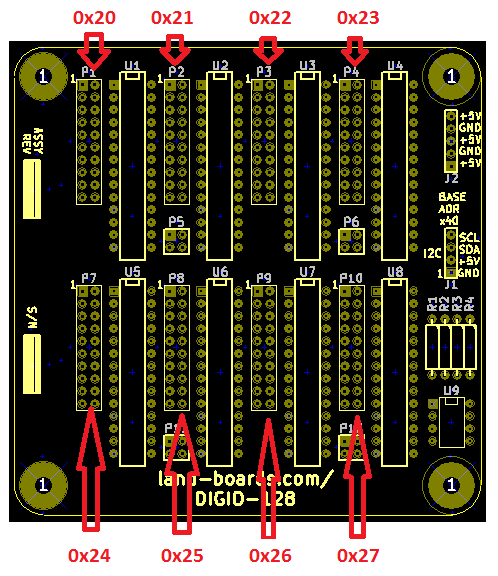 0x20 0x21 0x22 0x23
1 1
P1 U1 P2 U2 P3 U3 P4 U4
1 1 1 1
ASSY
REV
+5V
GND
+5V
GND
+5V
J2
BASE
ADR
x40
P5 P6
I2C
SCL
SDA
+5V
1 GND
J1
P7 U5 P8 U6 P9 U7 P10 U8
1 1 1 1
S/N
R1 R2 R3 R4
U9
1 1
land-boards.com/
DIGIO-128
0x24 0x25 0x26 0x27